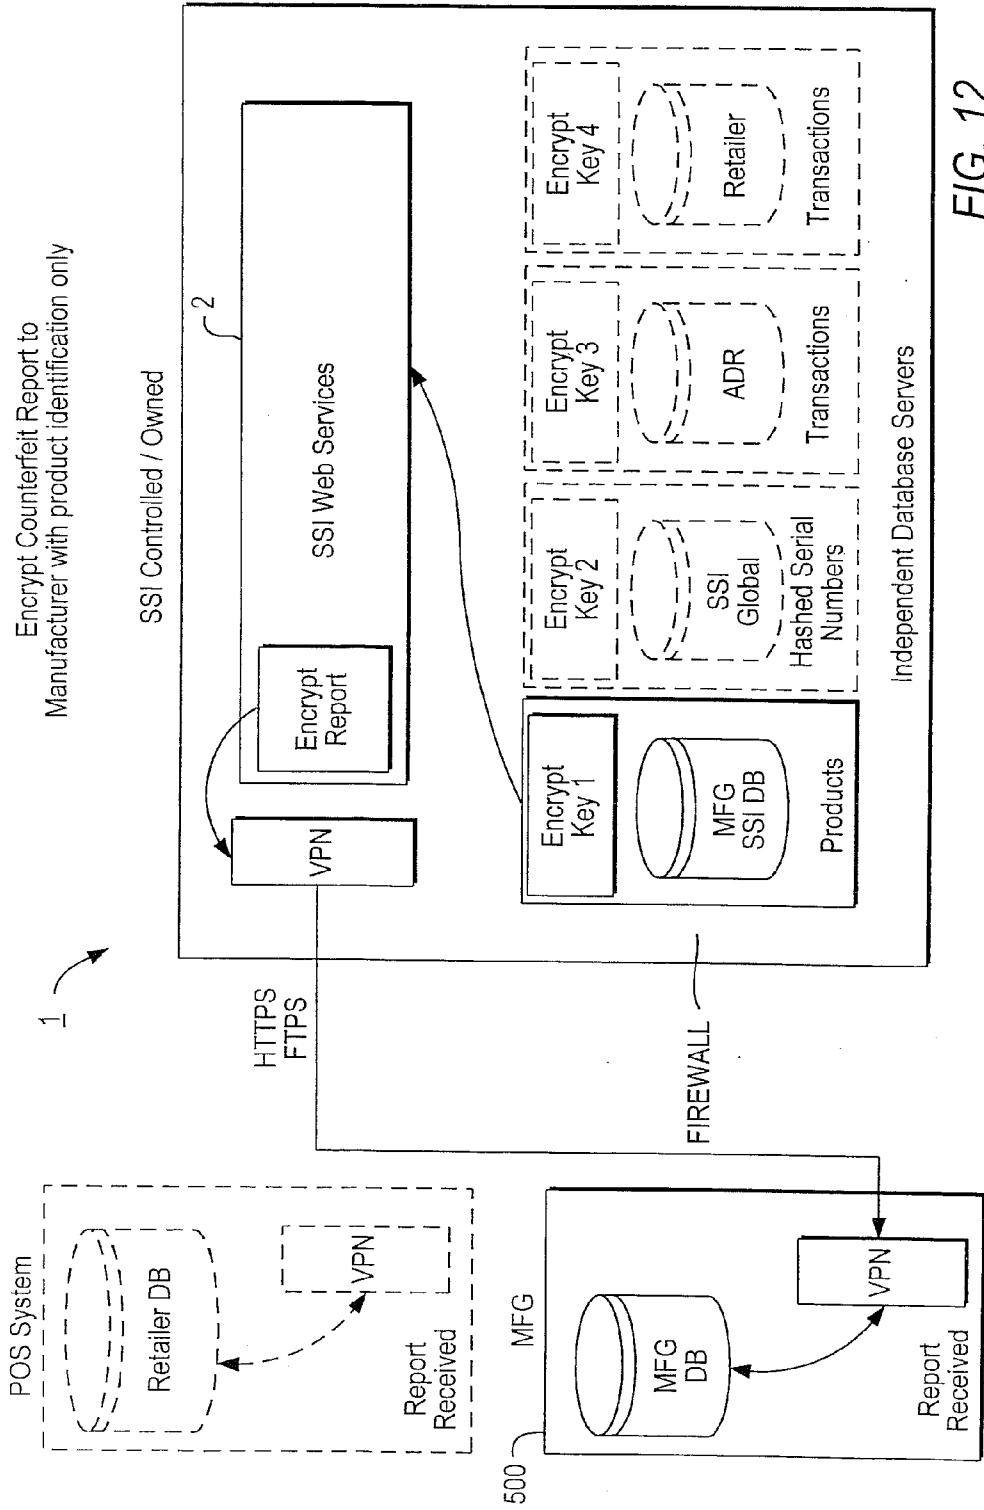 Encrypt Counterfeit Report to
Manufacturer with product identification only
1
SSI Controlled / Owned
2
POS System
Retailer DB
VPN
Report
Received
HTTPS
FTPS
VPN
Encrypt
Report
SSI Web Services
500
MFG
MFG
DB
VPN
Report
Received
FIREWALL
Encrypt
Key 1
MFG
SSI DB
Products
Encrypt
Key 2
SSI
Global
Hashed Serial
Numbers
Encrypt
Key 3
ADR
Transactions
Encrypt
Key 4
Retailer
Transactions
Independent Database Servers
FIG. 12